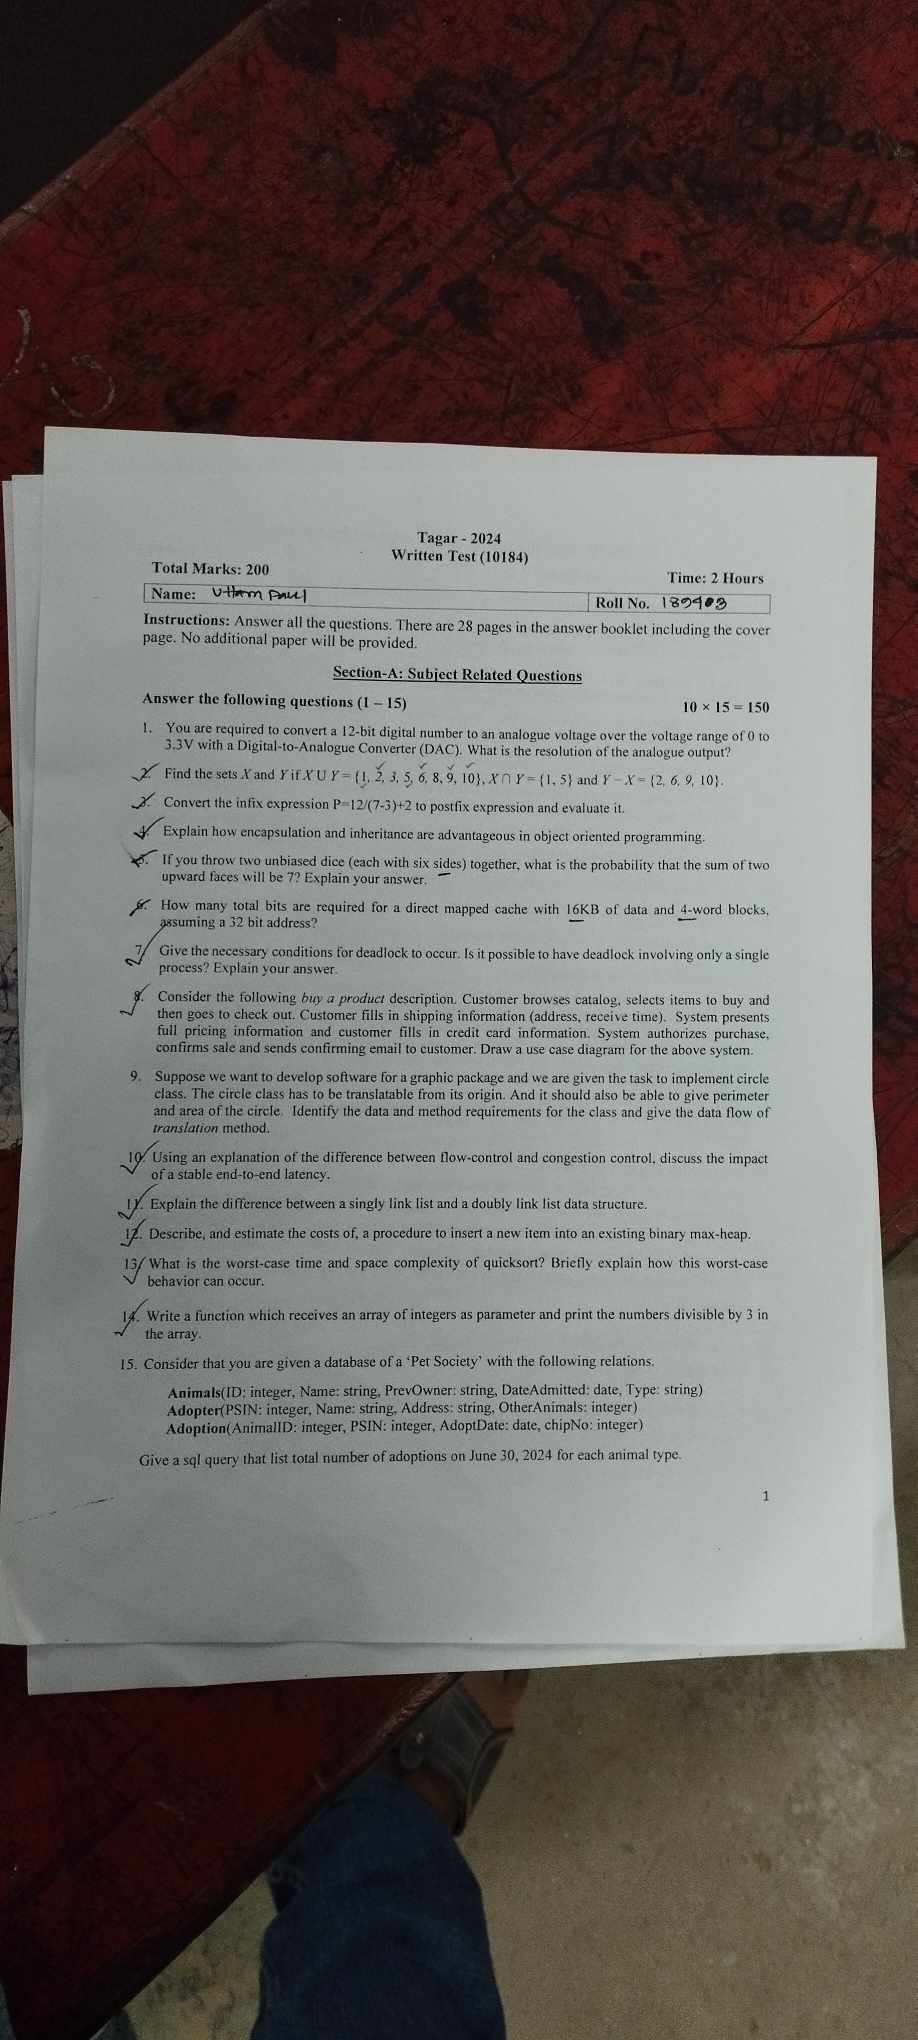 Tagar - 2024
Written Test (10184)
Total Marks: 200
Time: 2 Hours
Name: Uttam Paul
Roll No. 189403
Instructions: Answer all the questions. There are 28 pages in the answer booklet including the cover
page. No additional paper will be provided.
Section-A: Subject Related Questions
Answer the following questions (1 – 15)
10 × 15 = 150
1. You are required to convert a 12-bit digital number to an analogue voltage over the voltage range of 0 to
3.3V with a Digital-to-Analogue Converter (DAC). What is the resolution of the analogue output?
2. Find the sets X and Y if X U Y = {1, 2, 3, 5, 6, 8, 9, 10}, X ∩ Y = {1, 5} and Y – X = {2, 6, 9, 10}.
3. Convert the infix expression P=12/(7-3)+2 to postfix expression and evaluate it.
4. Explain how encapsulation and inheritance are advantageous in object oriented programming.
5. If you throw two unbiased dice (each with six sides) together, what is the probability that the sum of two
upward faces will be 7? Explain your answer.
6. How many total bits are required for a direct mapped cache with 16KB of data and 4-word blocks,
assuming a 32 bit address?
7. Give the necessary conditions for deadlock to occur. Is it possible to have deadlock involving only a single
process? Explain your answer.
8. Consider the following buy a product description. Customer browses catalog, selects items to buy and
then goes to check out. Customer fills in shipping information (address, receive time). System presents
full pricing information and customer fills in credit card information. System authorizes purchase,
confirms sale and sends confirming email to customer. Draw a use case diagram for the above system.
9. Suppose we want to develop software for a graphic package and we are given the task to implement circle
class. The circle class has to be translatable from its origin. And it should also be able to give perimeter
and area of the circle. Identify the data and method requirements for the class and give the data flow of
translation method.
10. Using an explanation of the difference between flow-control and congestion control, discuss the impact
of a stable end-to-end latency.
11. Explain the difference between a singly link list and a doubly link list data structure.
12. Describe, and estimate the costs of, a procedure to insert a new item into an existing binary max-heap.
13. What is the worst-case time and space complexity of quicksort? Briefly explain how this worst-case
behavior can occur.
14. Write a function which receives an array of integers as parameter and print the numbers divisible by 3 in
the array.
15. Consider that you are given a database of a ‘Pet Society’ with the following relations.
Animals(ID: integer, Name: string, PrevOwner: string, DateAdmitted: date, Type: string)
Adopter(PSIN: integer, Name: string, Address: string, OtherAnimals: integer)
Adoption(AnimalID: integer, PSIN: integer, AdoptDate: date, chipNo: integer)
Give a sql query that list total number of adoptions on June 30, 2024 for each animal type.
1